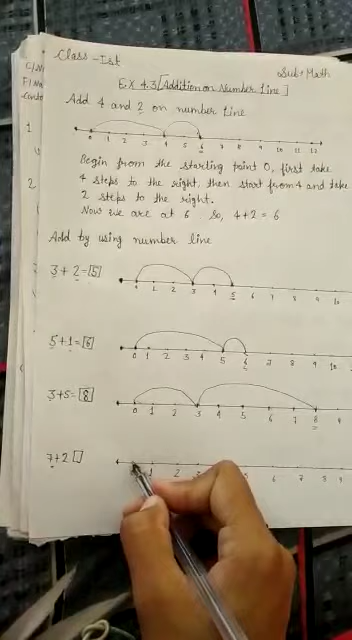 Class - Ist
Sub: Math
Ex 4.3 [Addition on Number Line]
Add 4 and 2 on number line
0 1 2 3 4 5 6 7 8 9 10 11 12
Begin from the starting point 0, first take
4 steps to the right, then start from 4 and take
2 steps to the right.
Now we are at 6. So, 4+2 = 6
Add by using number line
3+2=5
0 1 2 3 4 5 6 7 8 9 10
5+1=6
0 1 2 3 4 5 6 7 8 9 10
3+5=8
0 1 2 3 4 5 6 7 8
7+2
1 2 6 7 8 9
1
2